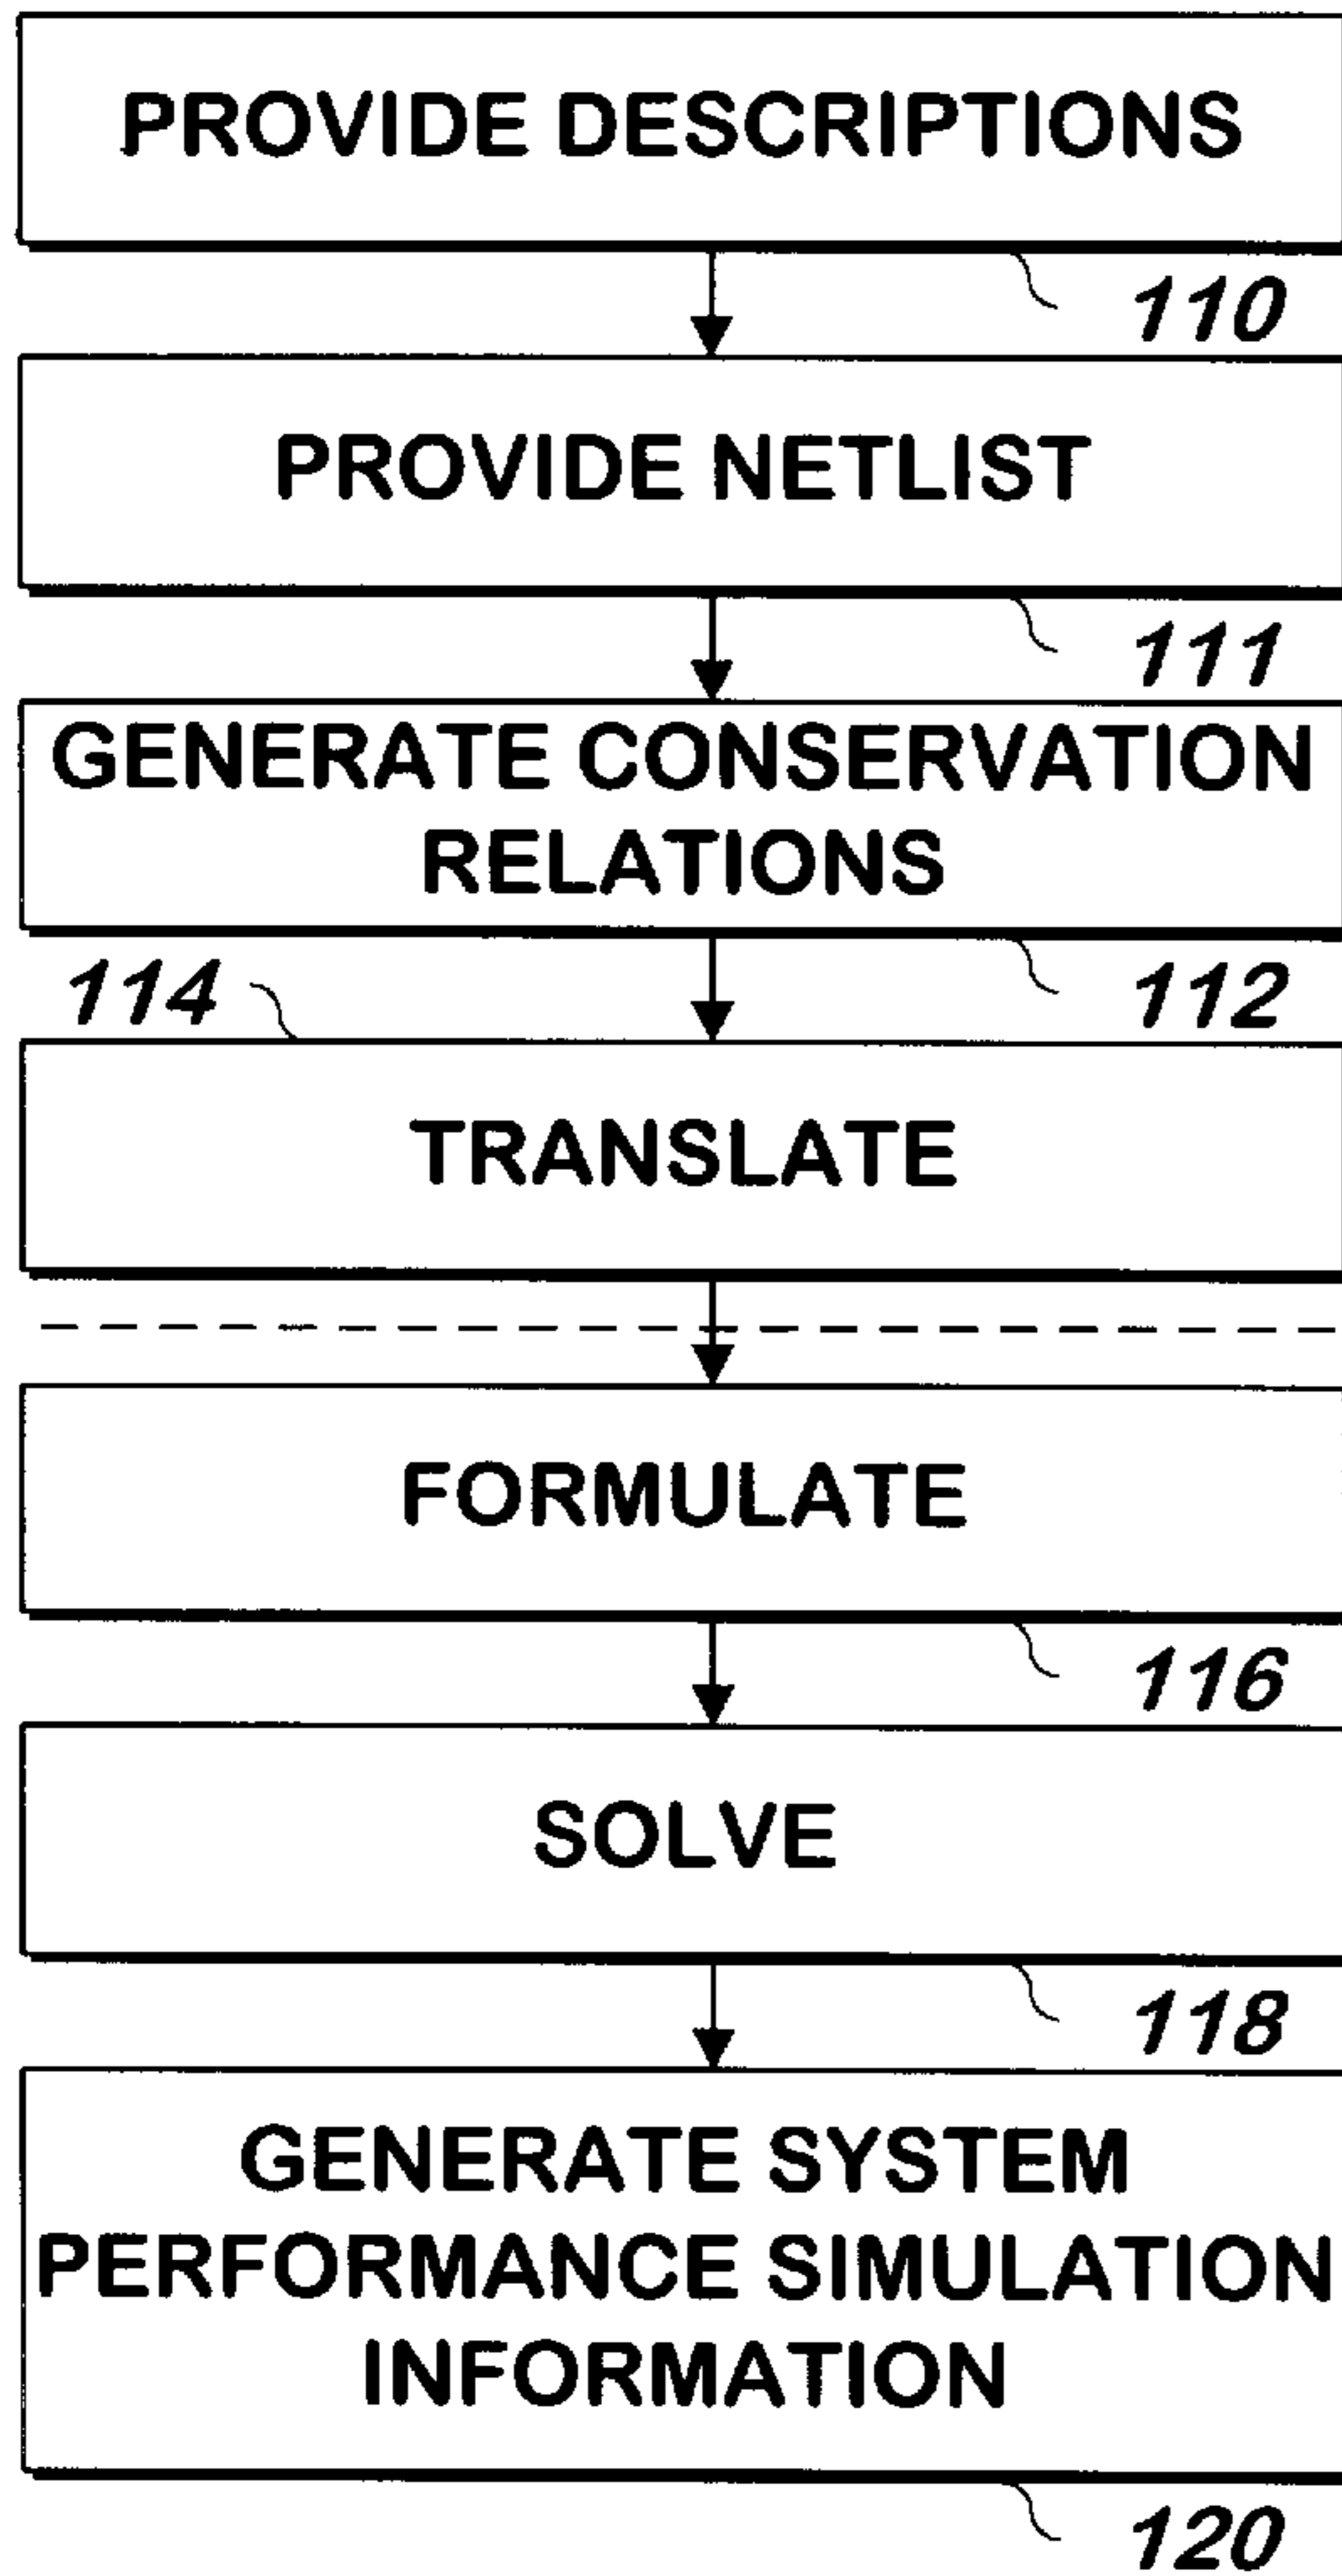 PROVIDE DESCRIPTIONS
110
PROVIDE NETLIST
111
GENERATE CONSERVATION
RELATIONS
114
112
TRANSLATE
FORMULATE
116
SOLVE
118
GENERATE SYSTEM
PERFORMANCE SIMULATION
INFORMATION
120